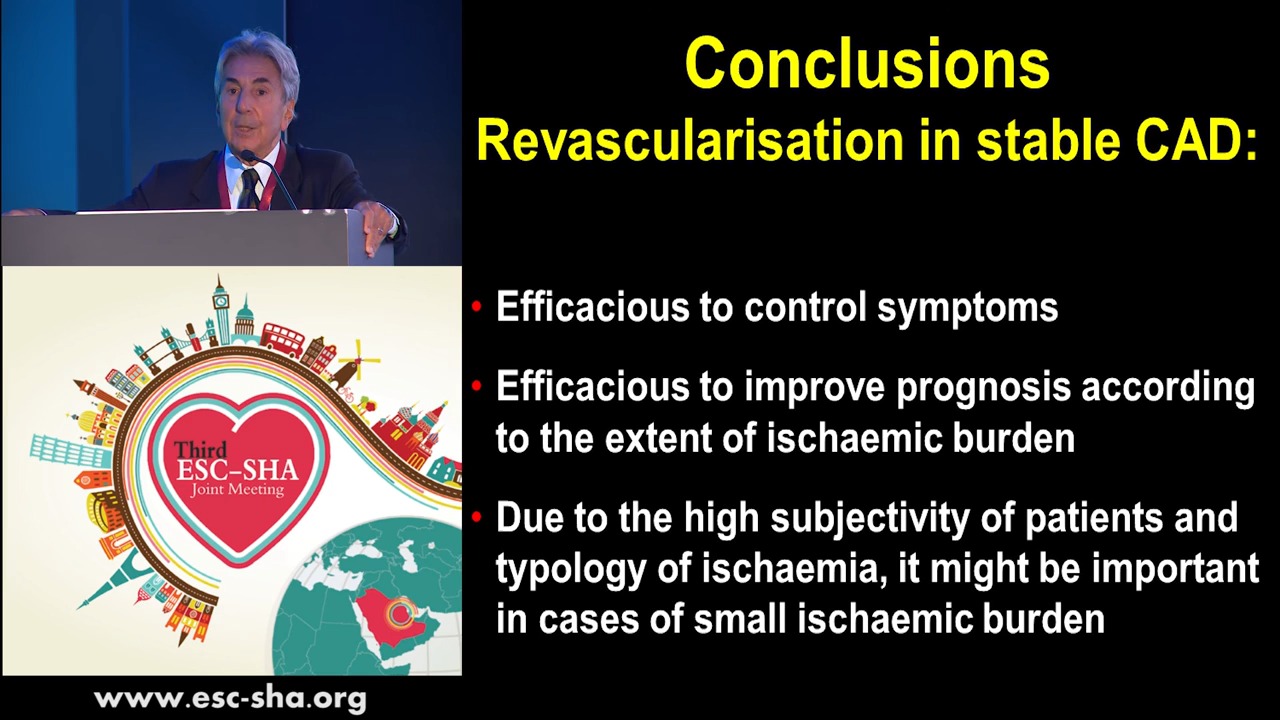 Conclusions
Revascularisation in stable CAD:
• Efficacious to control symptoms
• Efficacious to improve prognosis according
to the extent of ischaemic burden
• Due to the high subjectivity of patients and
typology of ischaemia, it might be important
in cases of small ischaemic burden
Third
ESC-SHA
Joint Meeting
www.esc-sha.org